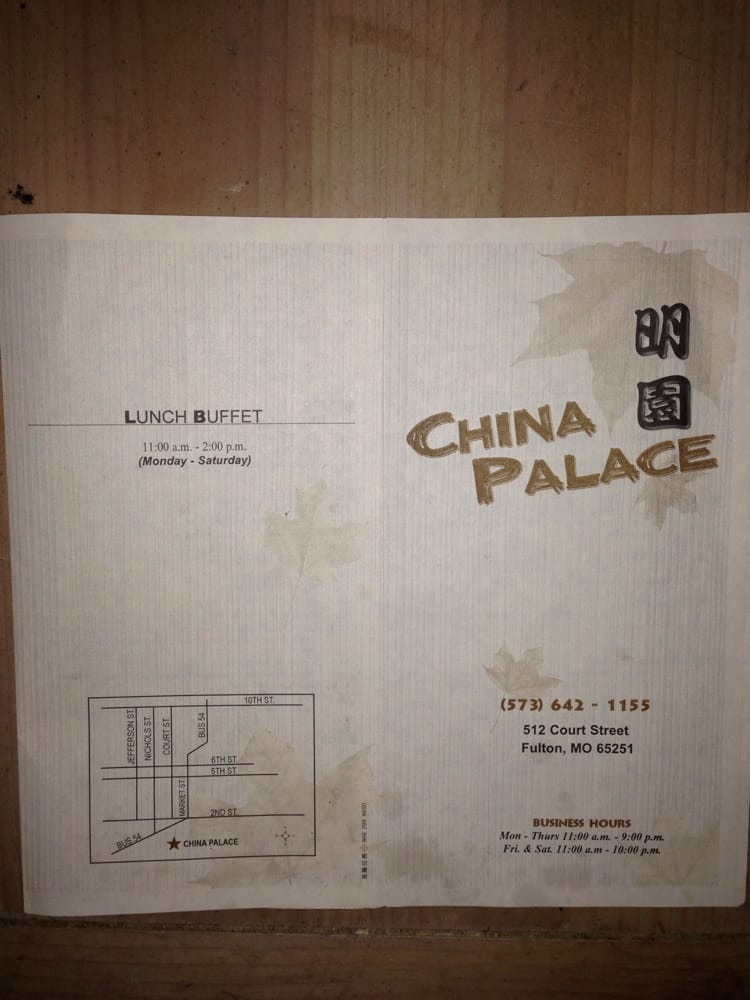 LUNCH BUFFET
11:00 a.m. - 2:00 p.m.
(Monday - Saturday)
10TH ST.
JEFFERSON ST.
NICHOLS ST.
COURT ST.
BUS 54
6TH ST.
5TH ST.
MARKET ST.
2ND ST.
BUS 54
CHINA PALACE
明
園
CHINA
PALACE
(573) 642 - 1155
512 Court Street
Fulton, MO 65251
BUSINESS HOURS
Mon - Thurs 11:00 a.m. - 9:00 p.m.
Fri. & Sat. 11:00 a.m - 10:00 p.m.